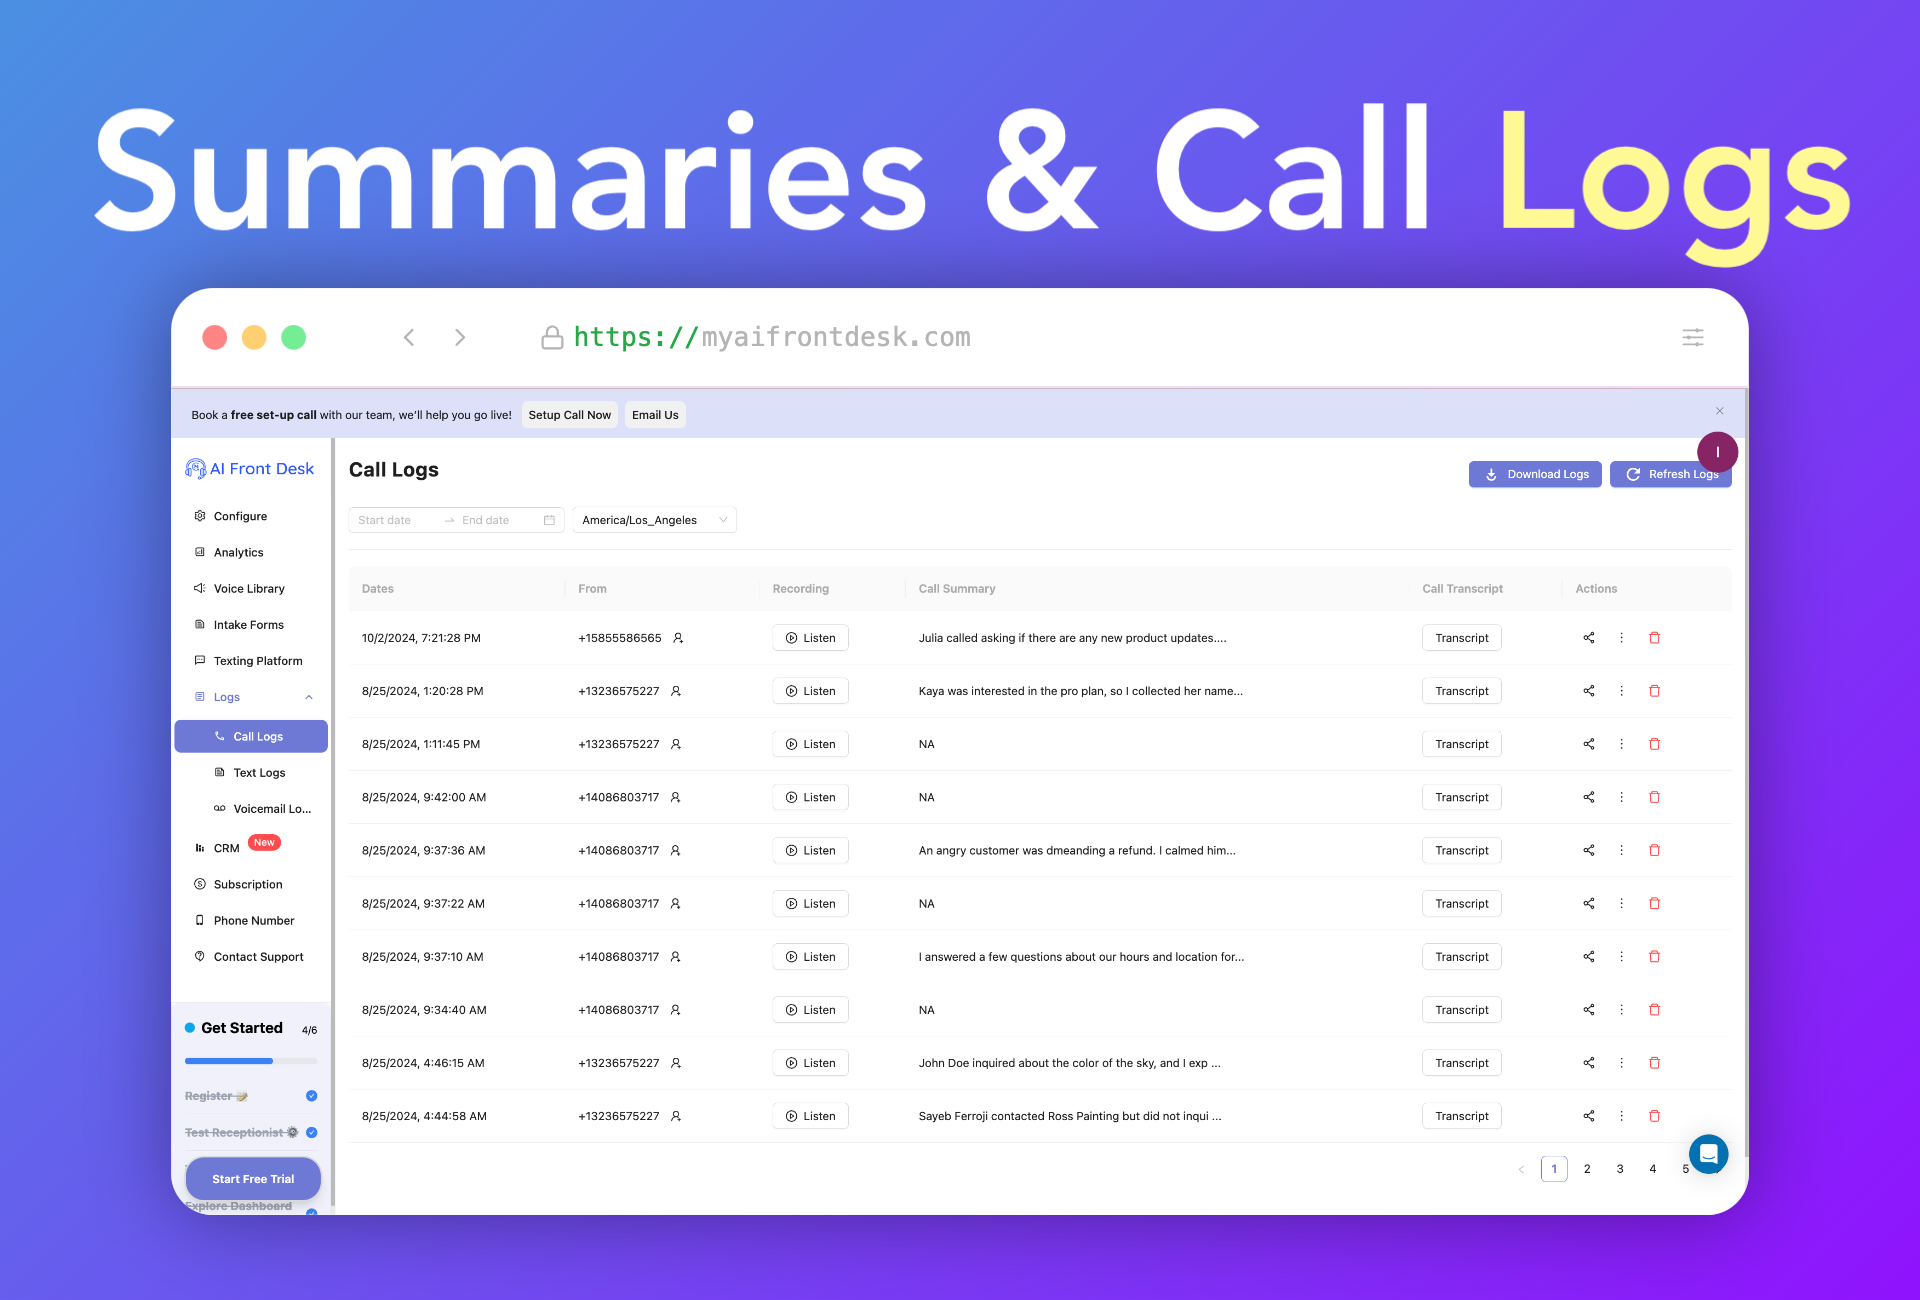 Summaries & Call Logs
https://myaifrontdesk.com
Book a free set-up call with our team, we'll help you go live! Setup Call Now Email Us
AI Front Desk
Configure
Analytics
Voice Library
Intake Forms
Texting Platform
Logs
Call Logs
Text Logs
Voicemail Lo...
CRM New
Subscription
Phone Number
Contact Support
Get Started 4/6
Register
Test Receptionist
Start Free Trial
Explore Dashboard
I
Call Logs
Download Logs Refresh Logs
Start date End date America/Los_Angeles
Dates From Recording Call Summary Call Transcript Actions
10/2/2024, 7:21:28 PM +15855586565 Listen Julia called asking if there are any new product updates.... Transcript
8/25/2024, 1:20:28 PM +13236575227 Listen Kaya was interested in the pro plan, so I collected her name... Transcript
8/25/2024, 1:11:45 PM +13236575227 Listen NA Transcript
8/25/2024, 9:42:00 AM +14086803717 Listen NA Transcript
8/25/2024, 9:37:36 AM +14086803717 Listen An angry customer was dmeanding a refund. I calmed him... Transcript
8/25/2024, 9:37:22 AM +14086803717 Listen NA Transcript
8/25/2024, 9:37:10 AM +14086803717 Listen I answered a few questions about our hours and location for... Transcript
8/25/2024, 9:34:40 AM +14086803717 Listen NA Transcript
8/25/2024, 4:46:15 AM +13236575227 Listen John Doe inquired about the color of the sky, and I exp ... Transcript
8/25/2024, 4:44:58 AM +13236575227 Listen Sayeb Ferroji contacted Ross Painting but did not inqui ... Transcript
1 2 3 4 5